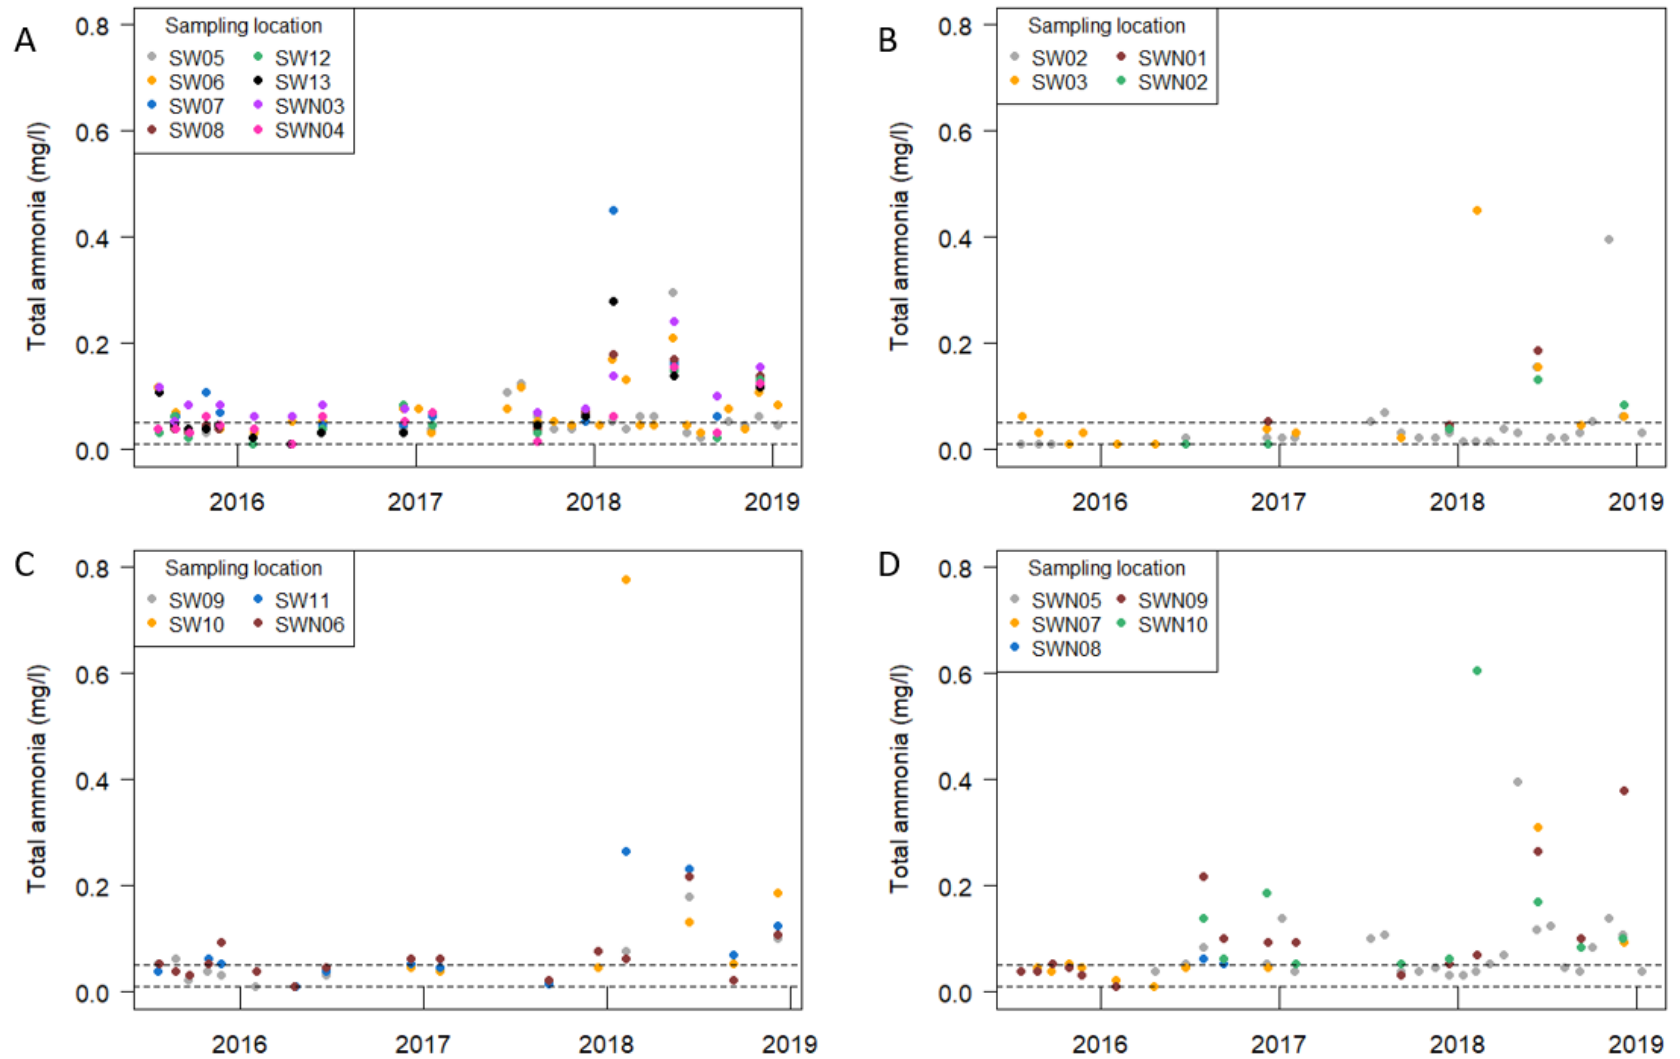 A
Sampling location
SW05 SW12
SW06 SW13
SW07 SWN03
SW08 SWN04
Total ammonia (mg/l)
0.8
0.6
0.4
0.2
0.0
2016 2017 2018 2019
B
Sampling location
SW02 SWN01
SW03 SWN02
Total ammonia (mg/l)
0.8
0.6
0.4
0.2
0.0
2016 2017 2018 2019
C
Sampling location
SW09 SW11
SW10 SWN06
Total ammonia (mg/l)
0.8
0.6
0.4
0.2
0.0
2016 2017 2018 2019
D
Sampling location
SWN05 SWN09
SWN07 SWN10
SWN08
Total ammonia (mg/l)
0.8
0.6
0.4
0.2
0.0
2016 2017 2018 2019